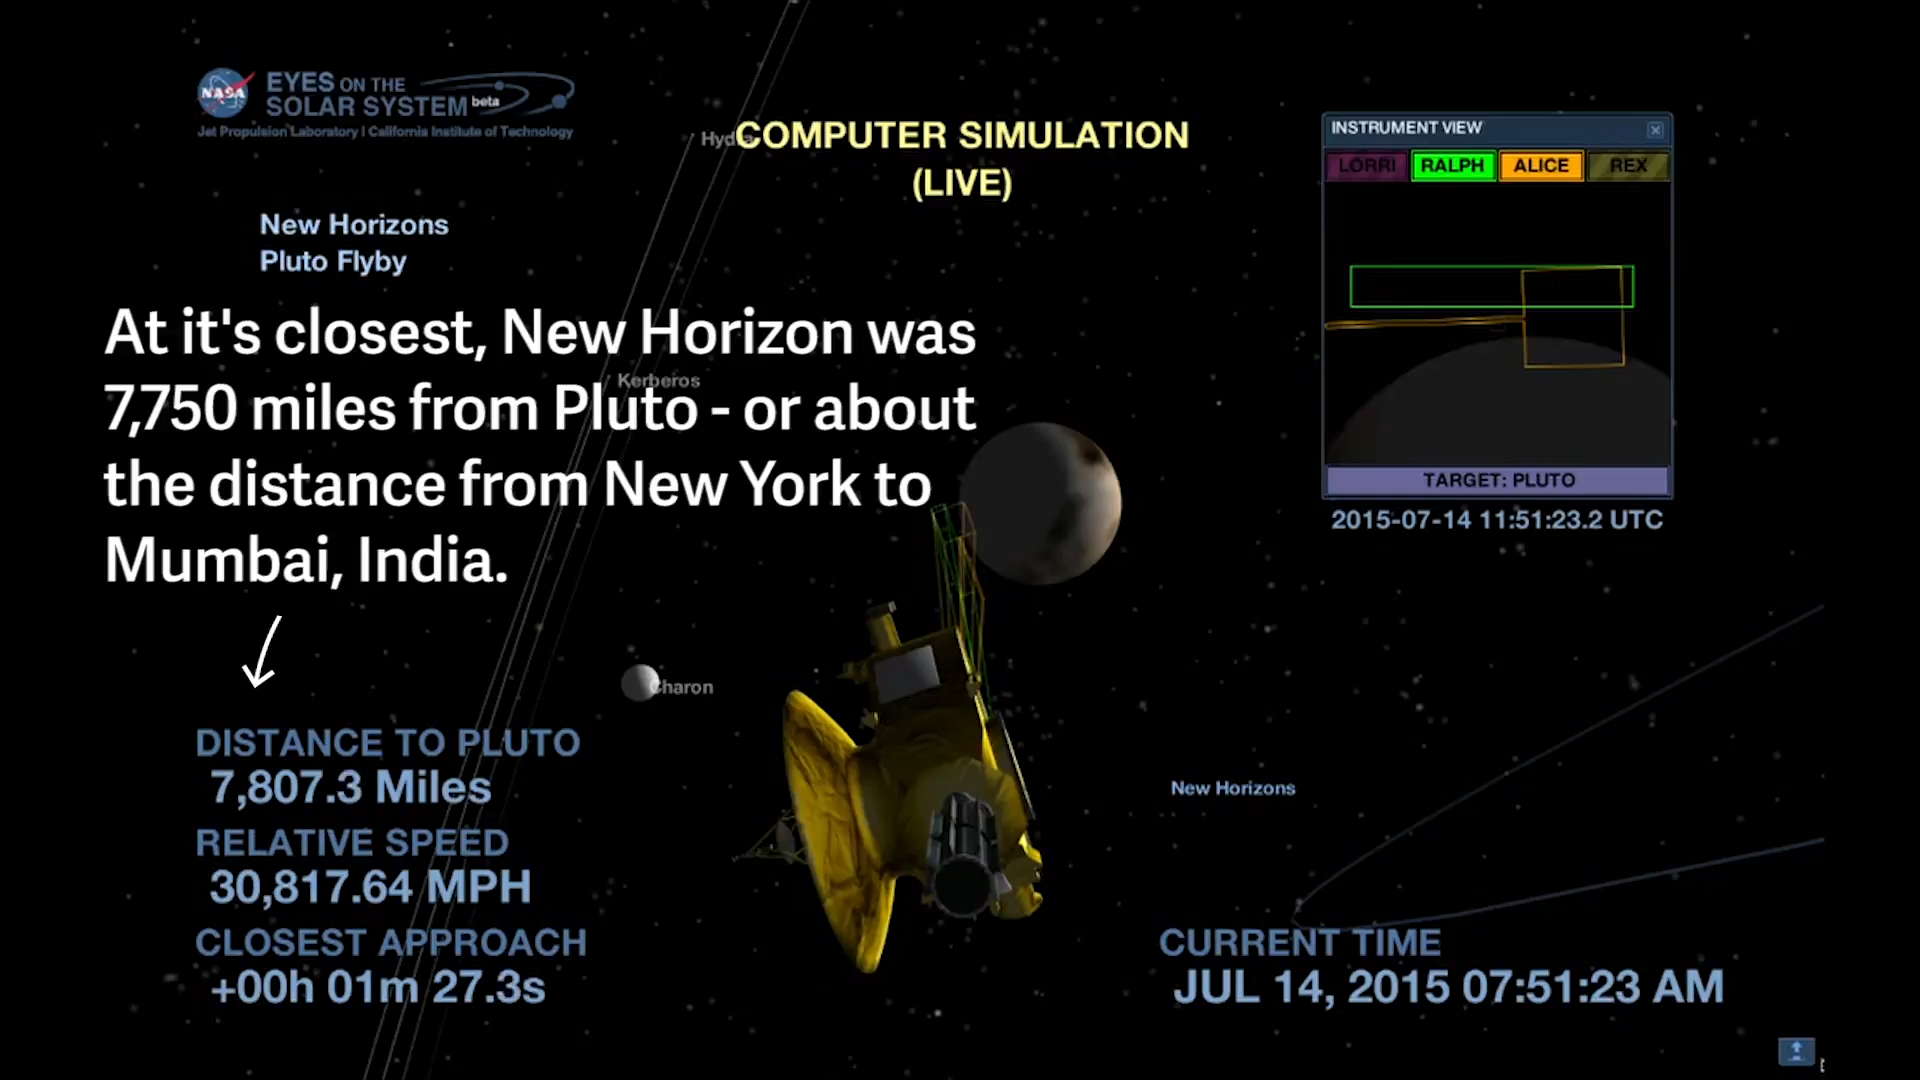 NASA
EYES ON THE
SOLAR SYSTEM beta
Jet Propulsion Laboratory | California Institute of Technology
COMPUTER SIMULATION
(LIVE)
New Horizons
Pluto Flyby
At it's closest, New Horizon was
7,750 miles from Pluto - or about
the distance from New York to
Mumbai, India.
Hydra
Kerberos
Charon
New Horizons
INSTRUMENT VIEW
LORRI RALPH ALICE REX
TARGET: PLUTO
2015-07-14 11:51:23.2 UTC
DISTANCE TO PLUTO
7,807.3 Miles
RELATIVE SPEED
30,817.64 MPH
CLOSEST APPROACH
+00h 01m 27.3s
CURRENT TIME
JUL 14, 2015 07:51:23 AM